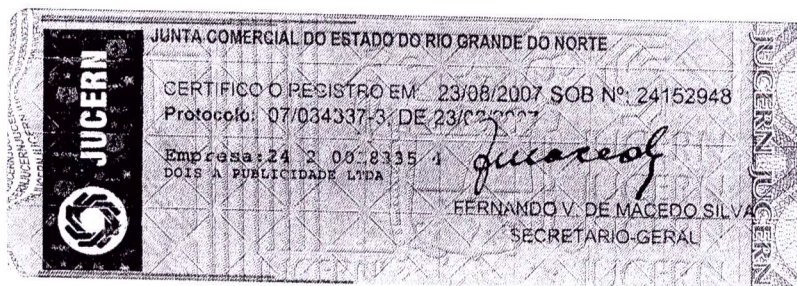 JUNTA COMERCIAL DO ESTADO DO RIO GRANDE DO NORTE
CERTIFICO O REGISTRO EM: 23/08/2007 SOB Nº: 24152948
Protocolo: 07/034337-3, DE
Empresa:24 2 0018335 4
DOIS A PUBLICIDADE LTDA
FERNANDO V. DE MACEDO SILVA
SECRETARIO-GERAL
JUCERN
JUCERN JUCERN